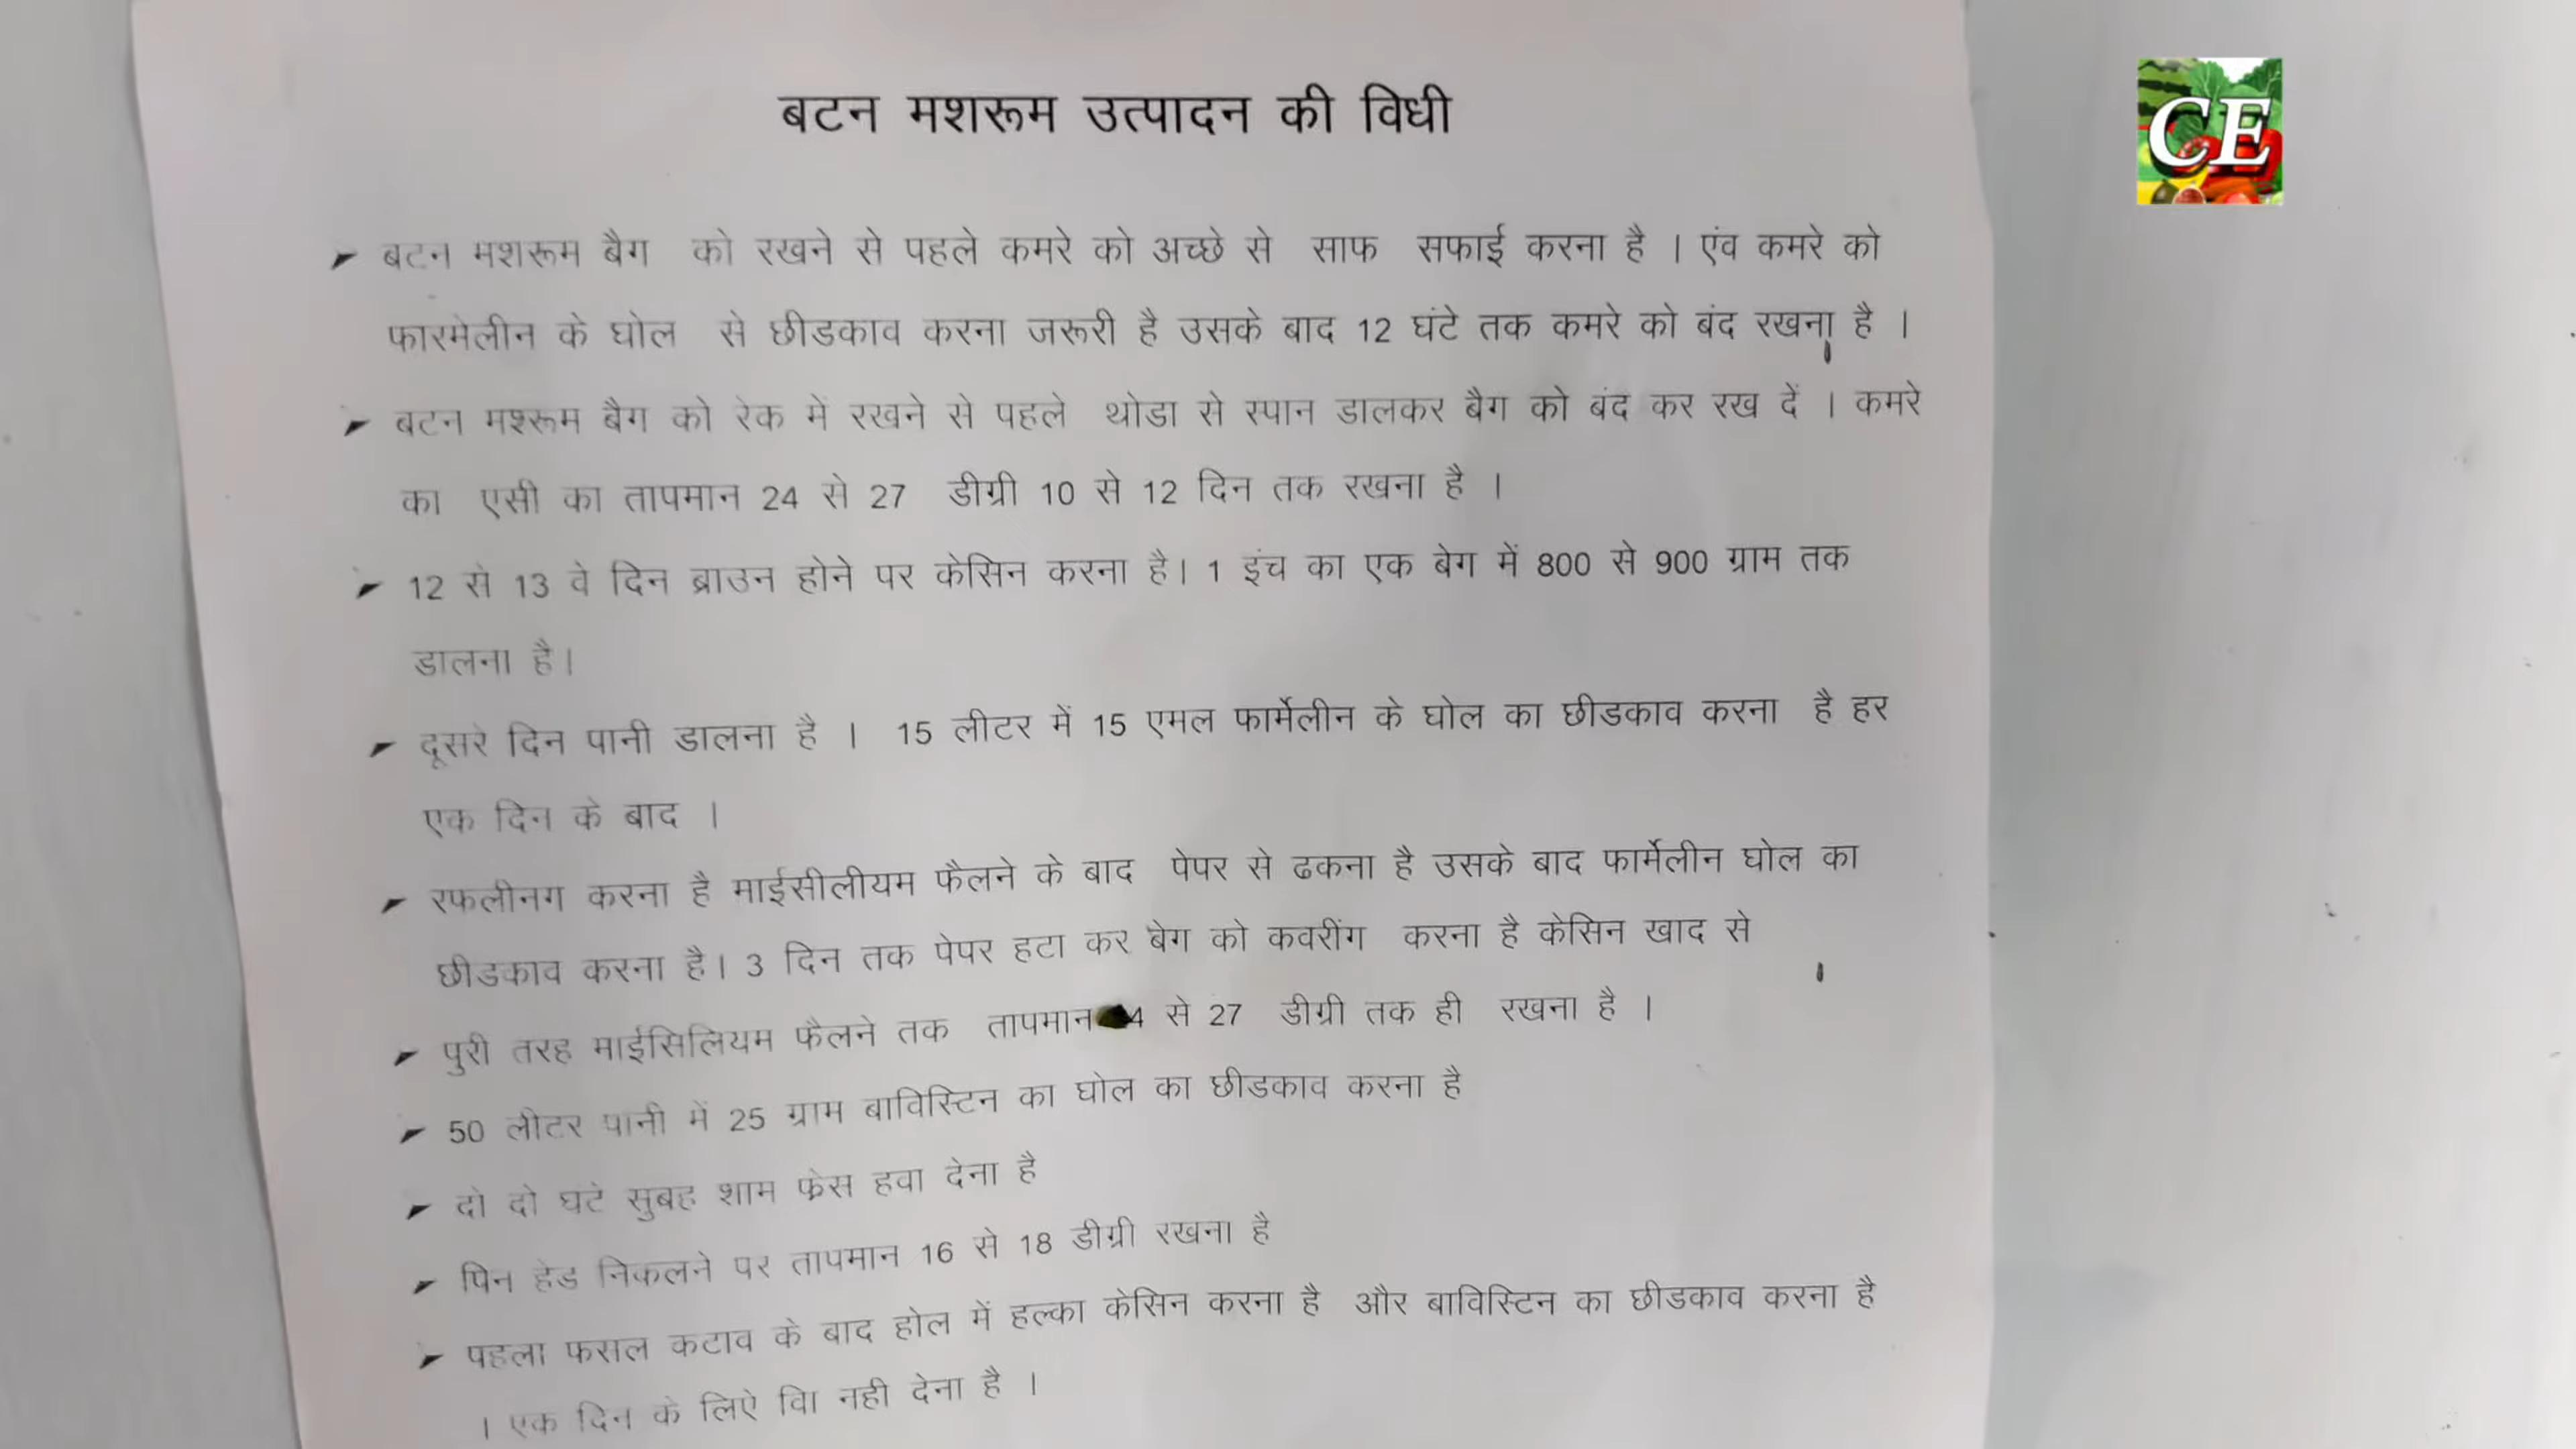 बटन मशरूम उत्पादन की विधी
CE
➤ बटन मशरूम बैग को रखने से पहले कमरे को अच्छे से साफ सफाई करना है । एंव कमरे को
फारमेलीन के घोल से छीडकाव करना जरूरी है उसके बाद 12 घंटे तक कमरे को बंद रखना है ।
➤ बटन मश्रूम बैग को रेक में रखने से पहले थोडा से स्पान डालकर बैग को बंद कर रख दें । कमरे
का एसी का तापमान 24 से 27 डीग्री 10 से 12 दिन तक रखना है ।
➤ 12 से 13 वे दिन ब्राउन होने पर केसिन करना है। 1 इंच का एक बेग में 800 से 900 ग्राम तक
डालना है।
➤ दूसरे दिन पानी डालना है । 15 लीटर में 15 एमल फार्मेलीन के घोल का छीडकाव करना है हर
एक दिन के बाद ।
➤ रफलीनग करना है माईसीलीयम फैलने के बाद पेपर से ढकना है उसके बाद फार्मेलीन घोल का
छीडकाव करना है। 3 दिन तक पेपर हटा कर बेग को कवरींग करना है केसिन खाद से
➤ पुरी तरह माईसिलियम फैलने तक तापमान 4 से 27 डीग्री तक ही रखना है ।
➤ 50 लीटर पानी में 25 ग्राम बाविस्टिन का घोल का छीडकाव करना है
➤ दो दो घटे सुबह शाम फ्रेस हवा देना है
➤ पिन हेड निकलने पर तापमान 16 से 18 डीग्री रखना है
➤ पहला फसल कटाव के बाद होल में हल्का केसिन करना है और बाविस्टिन का छीडकाव करना है
। एक दिन के लिऐ नही देना है ।